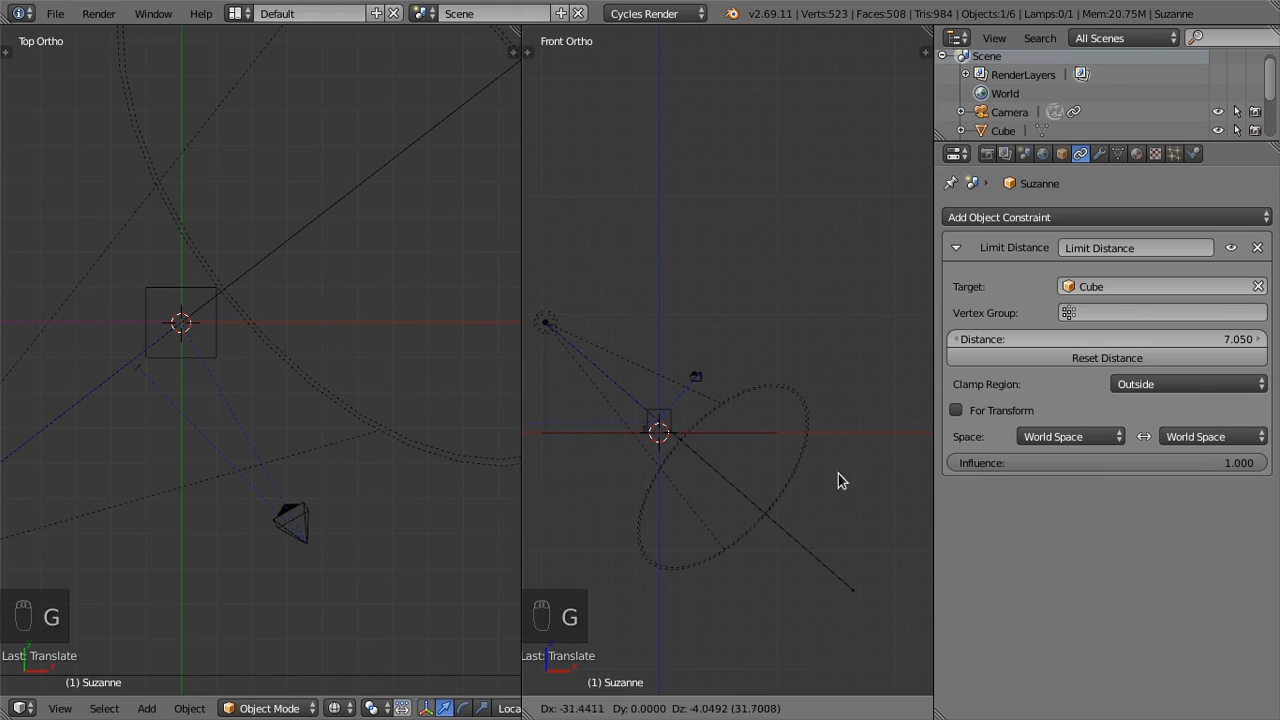 File Render Window Help Default Scene Cycles Render v2.69.11 | Verts:523 | Faces:508 | Tris:984 | Objects:1/6 | Lamps:0/1 | Mem:20.75M | Suzanne
Top Ortho
Front Ortho
View Search All Scenes
Scene
RenderLayers
World
Camera
Cube
Suzanne
Add Object Constraint
Limit Distance Limit Distance
Target: Cube
Vertex Group:
Distance: 7.050
Reset Distance
Clamp Region: Outside
For Transform
Space: World Space World Space
Influence: 1.000
G
G
Last: Translate
Last: Translate
(1) Suzanne
(1) Suzanne
View Select Add Object Object Mode Loca
Dx: -31.4411 Dy: 0.0000 Dz: -4.0492 (31.7008)